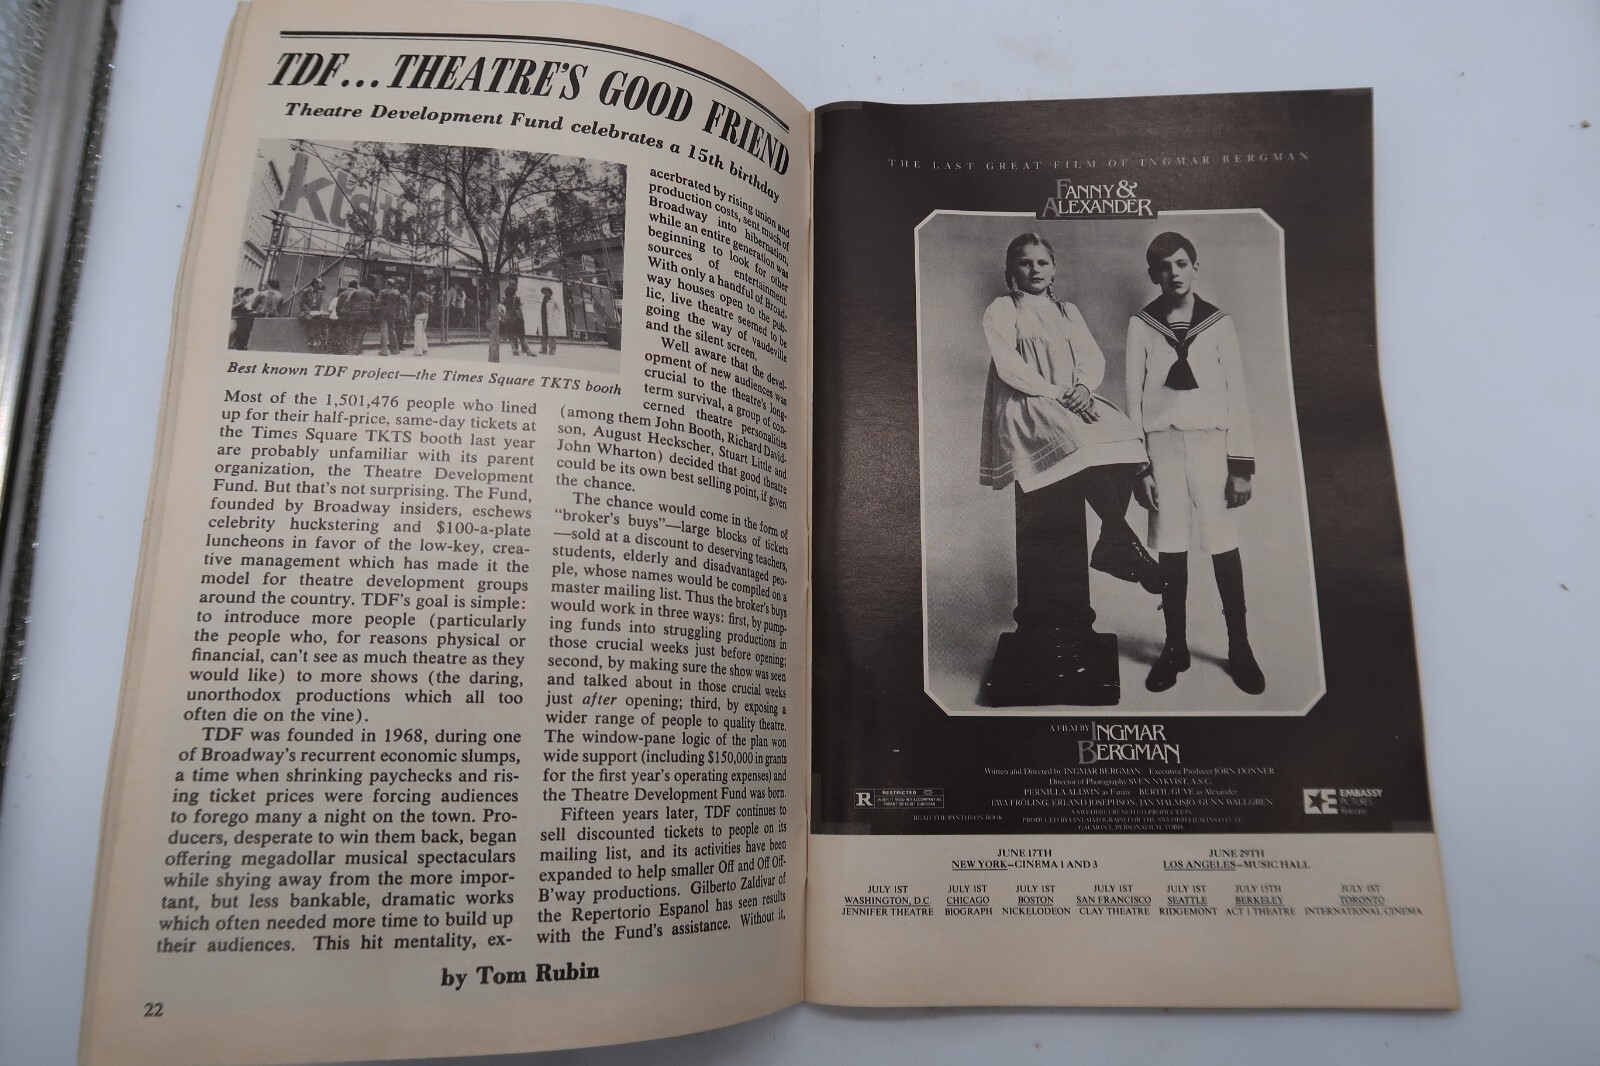 TDF... THEATRE'S GOOD FRIEND
Theatre Development Fund celebrates a 15th birthday
Best known TDF project—the Times Square TKTS booth
Most of the 1,501,476 people who lined
up for their half-price, same-day tickets at
the Times Square TKTS booth last year
are probably unfamiliar with its parent
organization, the Theatre Development
Fund. But that's not surprising. The Fund,
founded by Broadway insiders, eschews
celebrity huckstering and $100-a-plate
luncheons in favor of the low-key, crea-
tive management which has made it the
model for theatre development groups
around the country. TDF's goal is simple:
to introduce more people (particularly
the people who, for reasons physical or
financial, can't see as much theatre as they
would like) to more shows (the daring,
unorthodox productions which all too
often die on the vine).
TDF was founded in 1968, during one
of Broadway's recurrent economic slumps,
a time when shrinking paychecks and ris-
ing ticket prices were forcing audiences
to forego many a night on the town. Pro-
ducers, desperate to win them back, began
offering megadollar musical spectaculars
while shying away from the more impor-
tant, but less bankable, dramatic works
which often needed more time to build up
their audiences. This hit mentality, ex-
acerbrated by rising union and
production costs, sent much of
Broadway into hibernation,
while an entire generation was
beginning to look for other
sources of entertainment.
With only a handful of Broad-
way houses open to the pub-
lic, live theatre seemed to be
going the way of vaudeville
and the silent screen.
Well aware that the devel-
opment of new audiences was
crucial to the theatre's long-
term survival, a group of con-
cerned theatre personalities
(among them John Booth, Richard David-
son, August Heckscher, Stuart Little and
John Wharton) decided that good theatre
could be its own best selling point, if given
the chance.
The chance would come in the form of
"broker's buys"—large blocks of tickets
—sold at a discount to deserving teachers,
students, elderly and disadvantaged peo-
ple, whose names would be compiled on a
master mailing list. Thus the broker's buys
would work in three ways: first, by pump-
ing funds into struggling productions in
those crucial weeks just before opening;
second, by making sure the show was seen
and talked about in those crucial weeks
just after opening; third, by exposing a
wider range of people to quality theatre.
The window-pane logic of the plan won
wide support (including $150,000 in grants
for the first year's operating expenses) and
the Theatre Development Fund was born.
Fifteen years later, TDF continues to
sell discounted tickets to people on its
mailing list, and its activities have been
expanded to help smaller Off and Off Off-
B'way productions. Gilberto Zaldivar of
the Repertorio Espanol has seen results
with the Fund's assistance. Without it,
by Tom Rubin
22
THE LAST GREAT FILM OF INGMAR BERGMAN
FANNY &
ALEXANDER
A FILM BY INGMAR
BERGMAN
Written and Directed by INGMAR BERGMAN Executive Producer JÖRN DONNER
Director of Photography SVEN NYKVIST, A.S.C.
PERNILLA ALLWIN as Fanny BERTIL GUVE as Alexander
EWA FRÖLING, ERLAND JOSEPHSON, JAN MALMSJÖ, GUNN WÅLLGREN
A SWEDISH-FRENCH CO-PRODUCTION
PRODUCED BY CINEMATOGRAPH FOR THE SWEDISH FILM INSTITUTE
GAUMONT, PERSONAFILM, TOBIS
R RESTRICTED
READ THE PANTHEON BOOK
EMBASSY
PICTURES
Release
JUNE 17TH
NEW YORK–CINEMA 1 AND 3
JUNE 29TH
LOS ANGELES–MUSIC HALL
JULY 1ST
WASHINGTON, D.C.
JENNIFER THEATRE
JULY 1ST
CHICAGO
BIOGRAPH
JULY 1ST
BOSTON
NICKELODEON
JULY 1ST
SAN FRANCISCO
CLAY THEATRE
JULY 1ST
SEATTLE
RIDGEMONT
JULY 15TH
BERKELEY
ACT 1 THEATRE
JULY 1ST
TORONTO
INTERNATIONAL CINEMA